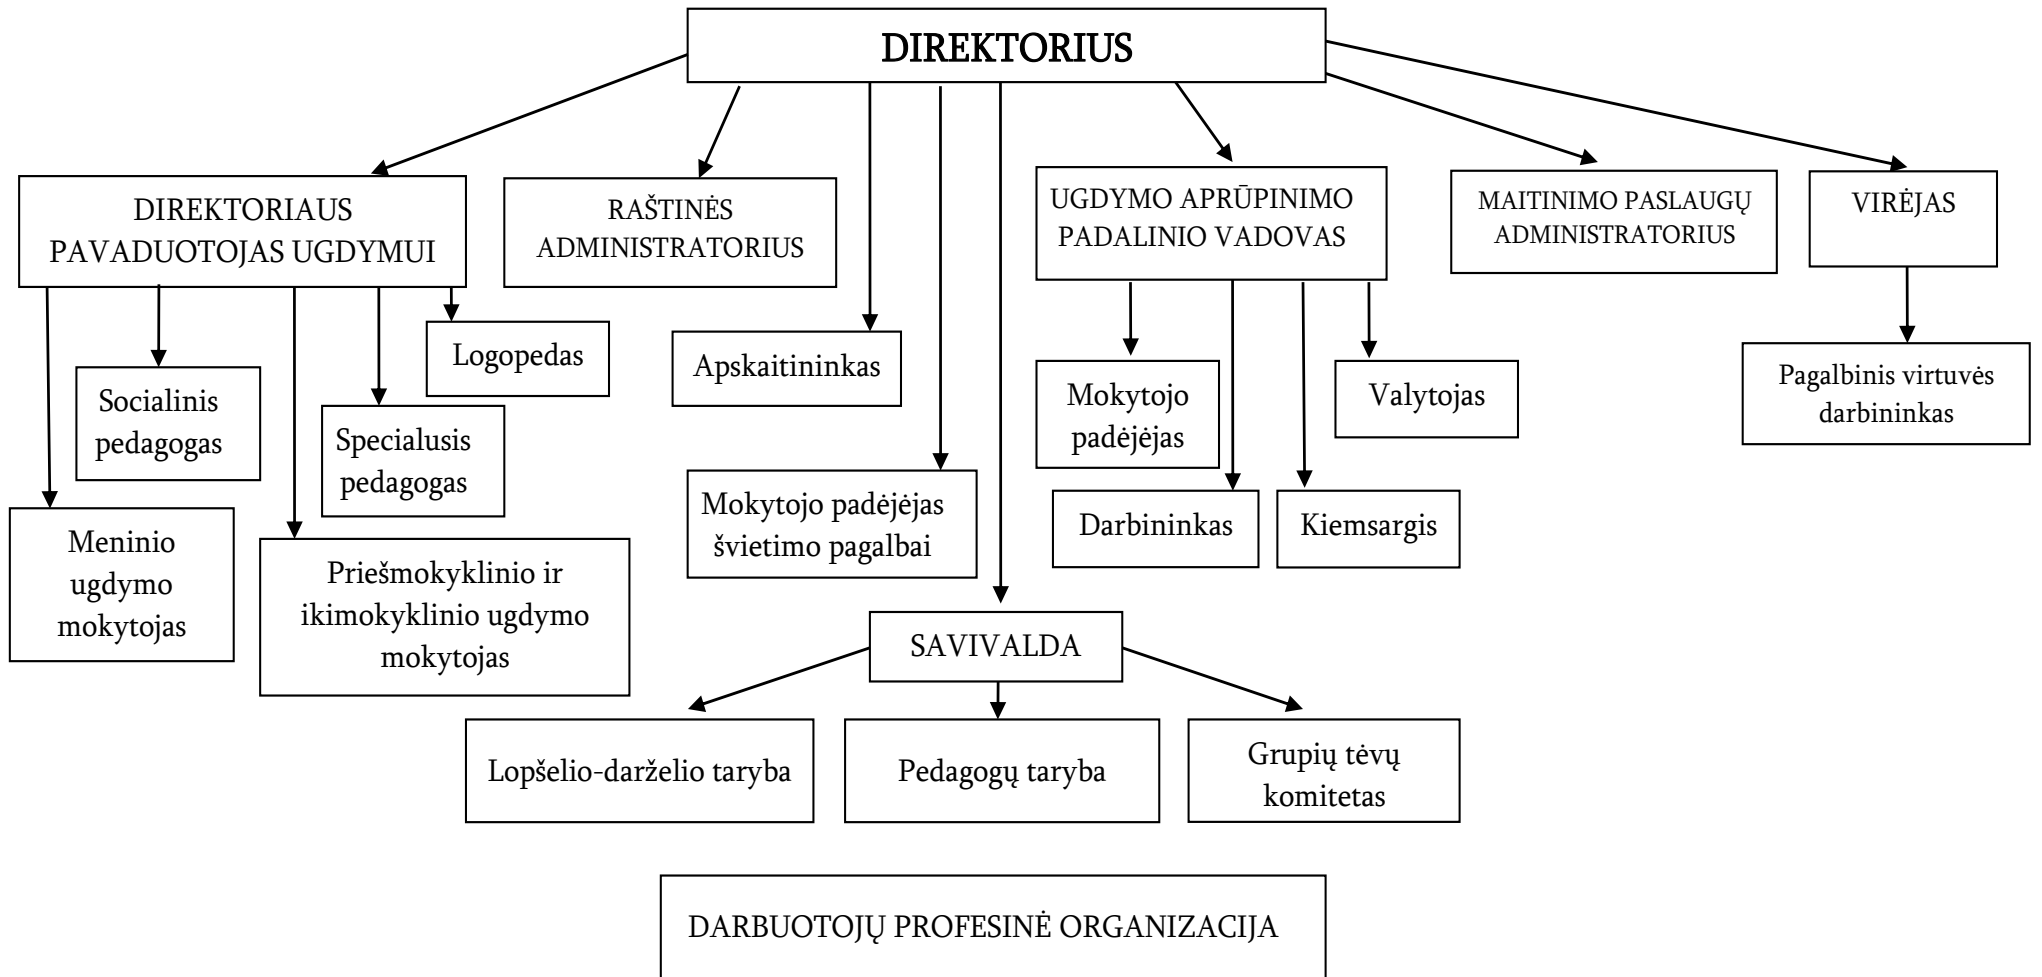 DIREKTORIUS
DIREKTORIAUS
PAVADUOTOJAS UGDYMUI
RAŠTINĖS
ADMINISTRATORIUS
UGDYMO APRŪPINIMO
PADALINIO VADOVAS
MAITINIMO PASLAUGŲ
ADMINISTRATORIUS
VIRĖJAS
Logopedas
Apskaitininkas
Socialinis
pedagogas
Specialusis
pedagogas
Mokytojo
padėjėjas
Valytojas
Pagalbinis virtuvės
darbininkas
Meninio
ugdymo
mokytojas
Priešmokyklinio ir
ikimokyklinio ugdymo
mokytojas
Mokytojo padėjėjas
švietimo pagalbai
Darbininkas
Kiemsargis
SAVIVALDA
Lopšelio-darželio taryba
Pedagogų taryba
Grupių tėvų
komitetas
DARBUOTOJŲ PROFESINĖ ORGANIZACIJA